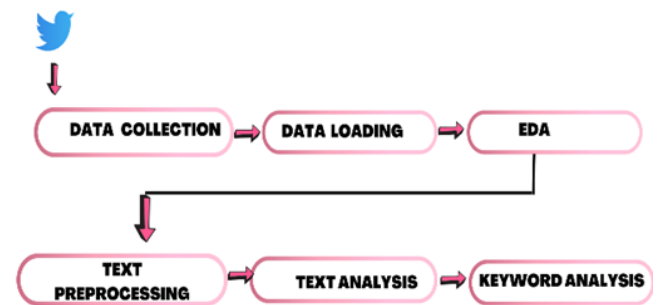 DATA COLLECTION
DATA LOADING
EDA
TEXT
PREPROCESSING
TEXT ANALYSIS
KEYWORD ANALYSIS